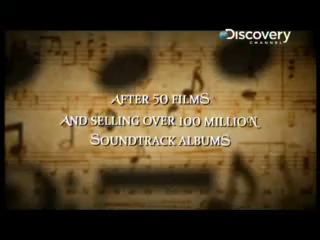 Discovery
CHANNEL
AFTER 50 FILMS
AND SELLING OVER 100 MILLION
SOUNDTRACK ALBUMS